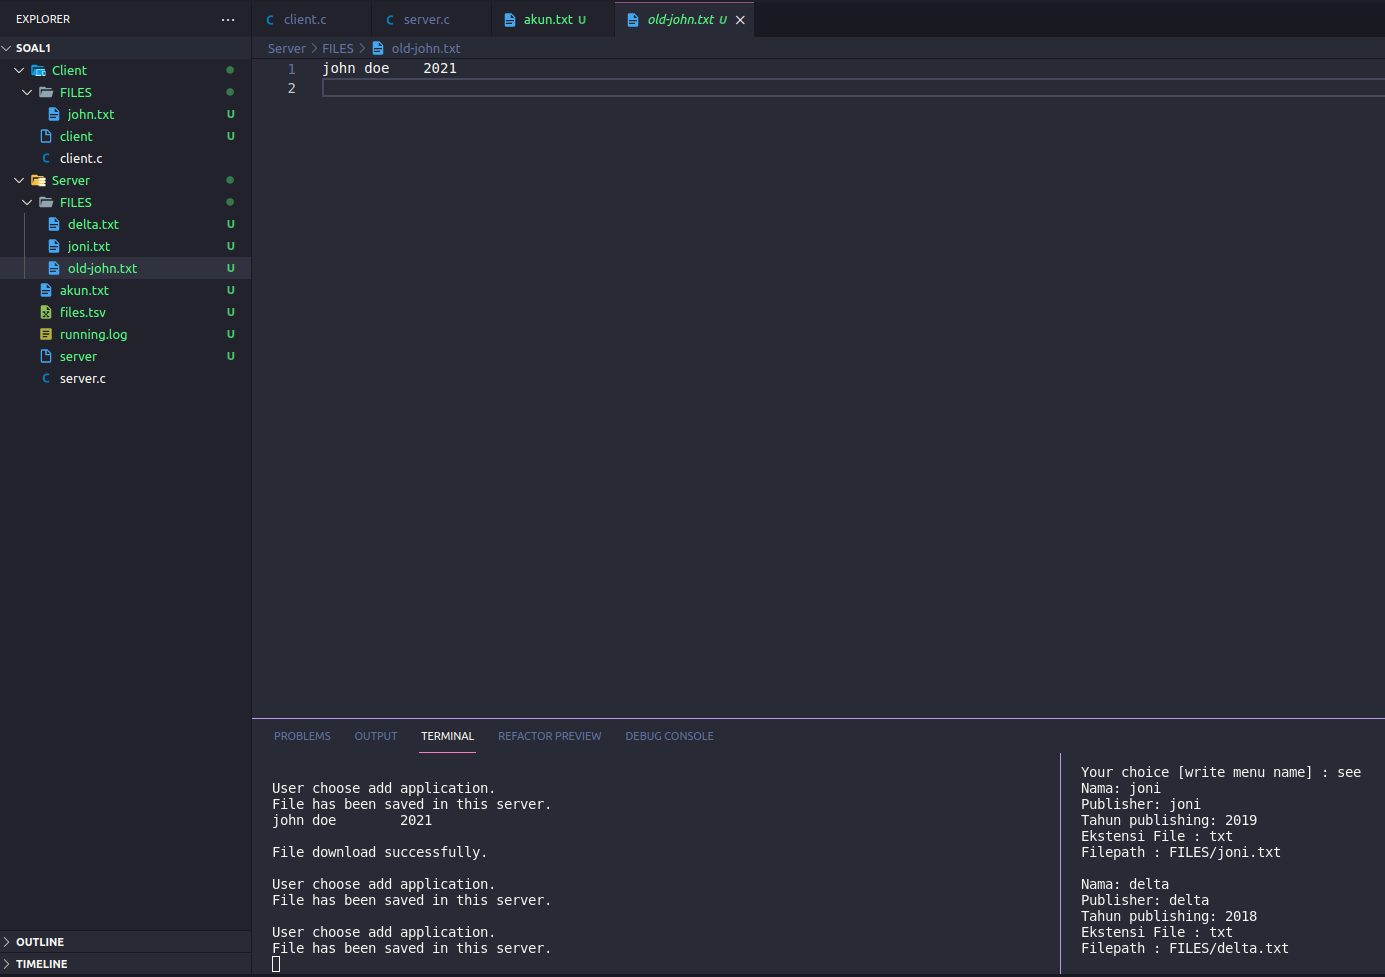 EXPLORER
SOAL1
Client
FILES
john.txt U
client U
client.c
Server
FILES
delta.txt U
joni.txt U
old-john.txt U
akun.txt U
files.tsv U
running.log U
server U
server.c
OUTLINE
TIMELINE
client.c server.c akun.txt U old-john.txt U
Server > FILES > old-john.txt
1 john doe 2021
2
PROBLEMS OUTPUT TERMINAL REFACTOR PREVIEW DEBUG CONSOLE
User choose add application.
File has been saved in this server.
john doe 2021
File download successfully.
User choose add application.
File has been saved in this server.
User choose add application.
File has been saved in this server.
Your choice [write menu name] : see
Nama: joni
Publisher: joni
Tahun publishing: 2019
Ekstensi File : txt
Filepath : FILES/joni.txt
Nama: delta
Publisher: delta
Tahun publishing: 2018
Ekstensi File : txt
Filepath : FILES/delta.txt